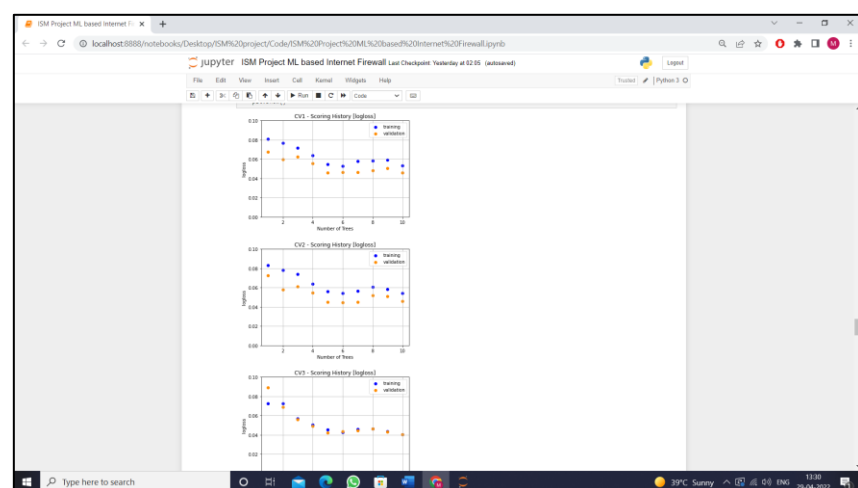 ISM Project ML based Internet Fi
localhost:8888/notebooks/Desktop/ISM%20project/Code/ISM%20Project%20ML%20based%20Internet%20Firewall.ipynb
M
jupyter ISM Project ML based Internet Firewall Last Checkpoint: Yesterday at 02:05 (autosaved)
Logout
File Edit View Insert Cell Kernel Widgets Help
Trusted Python 3
Run Code
CV1 - Scoring History [logloss]
0.10
0.08
0.06
0.04
0.02
0.00
logloss
training
validation
2 4 6 8 10
Number of Trees
CV2 - Scoring History [logloss]
0.10
0.08
0.06
0.04
0.02
0.00
logloss
training
validation
2 4 6 8 10
Number of Trees
CV3 - Scoring History [logloss]
0.10
0.08
0.06
0.04
0.02
logloss
training
validation
Type here to search
39°C Sunny
ENG
13:30
29-04-2022